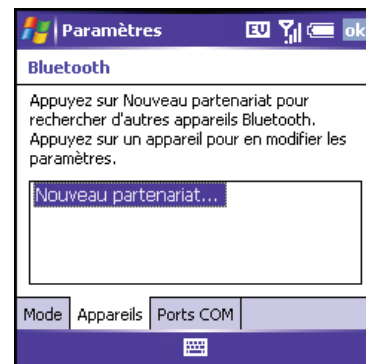 Paramètres EV ok
Bluetooth
Appuyez sur Nouveau partenariat pour
rechercher d'autres appareils Bluetooth.
Appuyez sur un appareil pour en modifier les
paramètres.
Nouveau partenariat...
Mode Appareils Ports COM